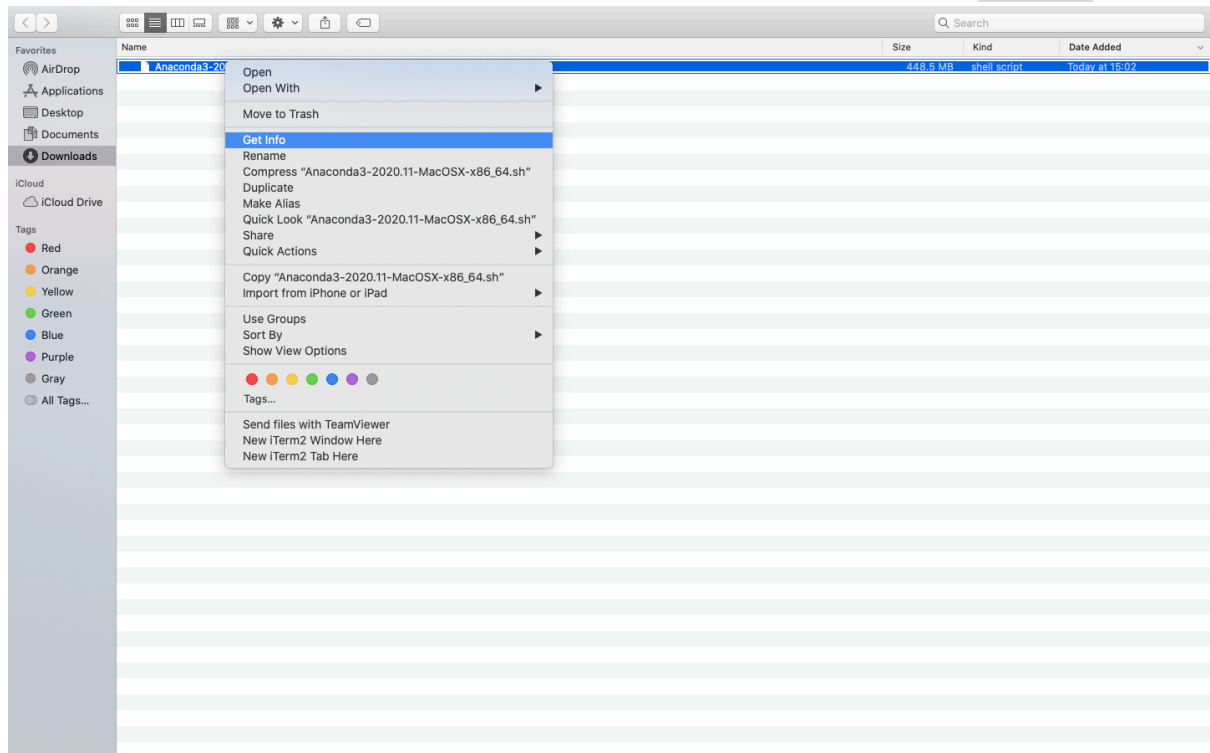 Search
Favorites
AirDrop
Applications
Desktop
Documents
Downloads
iCloud
iCloud Drive
Tags
Red
Orange
Yellow
Green
Blue
Purple
Gray
All Tags...
Name Size Kind Date Added
Anaconda3-20 448.5 MB shell script Today at 15:02
Open
Open With
Move to Trash
Get Info
Rename
Compress “Anaconda3-2020.11-MacOSX-x86_64.sh”
Duplicate
Make Alias
Quick Look “Anaconda3-2020.11-MacOSX-x86_64.sh”
Share
Quick Actions
Copy “Anaconda3-2020.11-MacOSX-x86_64.sh”
Import from iPhone or iPad
Use Groups
Sort By
Show View Options
Tags...
Send files with TeamViewer
New iTerm2 Window Here
New iTerm2 Tab Here